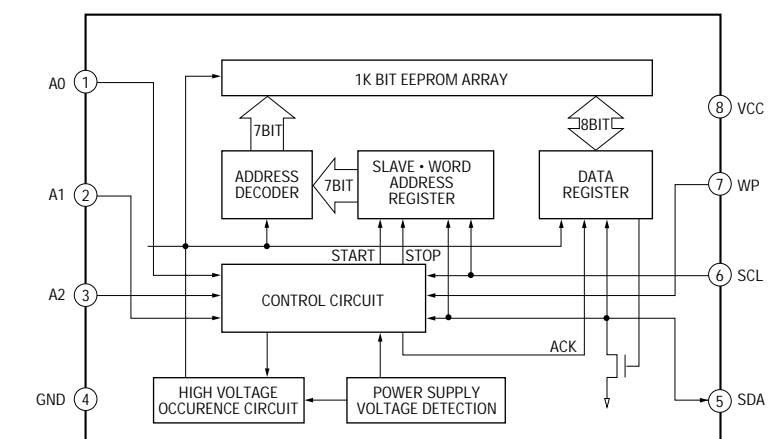 1K BIT EEPROM ARRAY
A0 1
8 VCC
7BIT
8BIT
ADDRESS
DECODER
7BIT
SLAVE • WORD
ADDRESS
REGISTER
DATA
REGISTER
7 WP
A1 2
START
STOP
6 SCL
A2 3
CONTROL CIRCUIT
ACK
GND 4
HIGH VOLTAGE
OCCURENCE CIRCUIT
POWER SUPPLY
VOLTAGE DETECTION
5 SDA